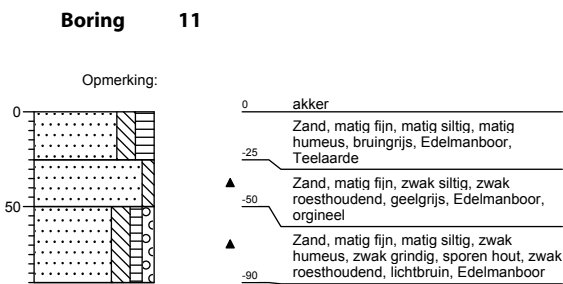 Boring 11
Opmerking:
0
50
0 akker
Zand, matig fijn, matig siltig, matig
humeus, bruingrijs, Edelmanboor,
Teelaarde
-25
Zand, matig fijn, zwak siltig, zwak
roesthoudend, geelgrijs, Edelmanboor,
orgineel
-50
Zand, matig fijn, matig siltig, zwak
humeus, zwak grindig, sporen hout, zwak
roesthoudend, lichtbruin, Edelmanboor
-90